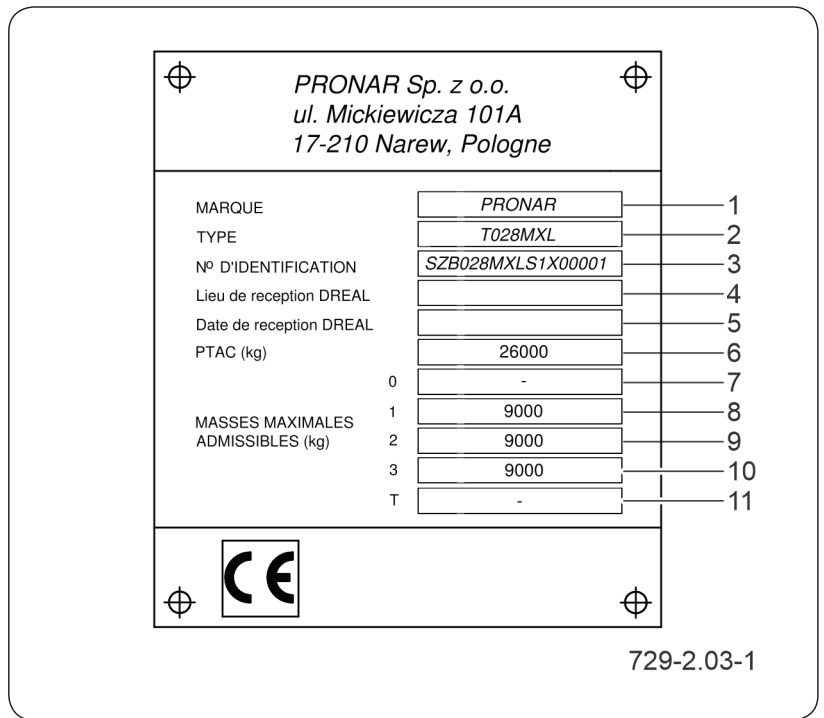 PRONAR Sp. z o.o.
ul. Mickiewicza 101A
17-210 Narew, Pologne
MARQUE PRONAR 1
TYPE T028MXL 2
Nº D'IDENTIFICATION SZB028MXLS1X00001 3
Lieu de reception DREAL 4
Date de reception DREAL 5
PTAC (kg) 26000 6
0 - 7
MASSES MAXIMALES
ADMISSIBLES (kg)
1 9000 8
2 9000 9
3 9000 10
T - 11
CE
729-2.03-1